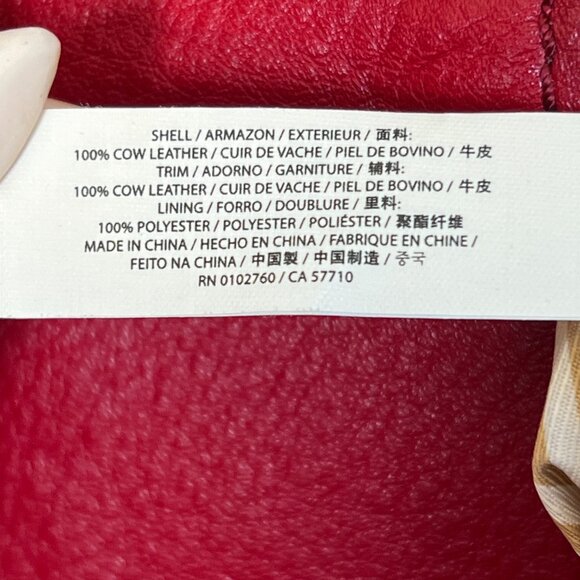 SHELL / ARMAZON / EXTERIEUR / 面料:
100% COW LEATHER / CUIR DE VACHE / PIEL DE BOVINO / 牛皮
TRIM / ADORNO / GARNITURE / 辅料:
100% COW LEATHER / CUIR DE VACHE / PIEL DE BOVINO / 牛皮
LINING / FORRO / DOUBLURE / 里料:
100% POLYESTER / POLYESTER / POLIÉSTER / 聚酯纤维
MADE IN CHINA / HECHO EN CHINA / FABRIQUE EN CHINE /
FEITO NA CHINA / 中国製 / 中国制造 / 중국
RN 0102760 / CA 57710